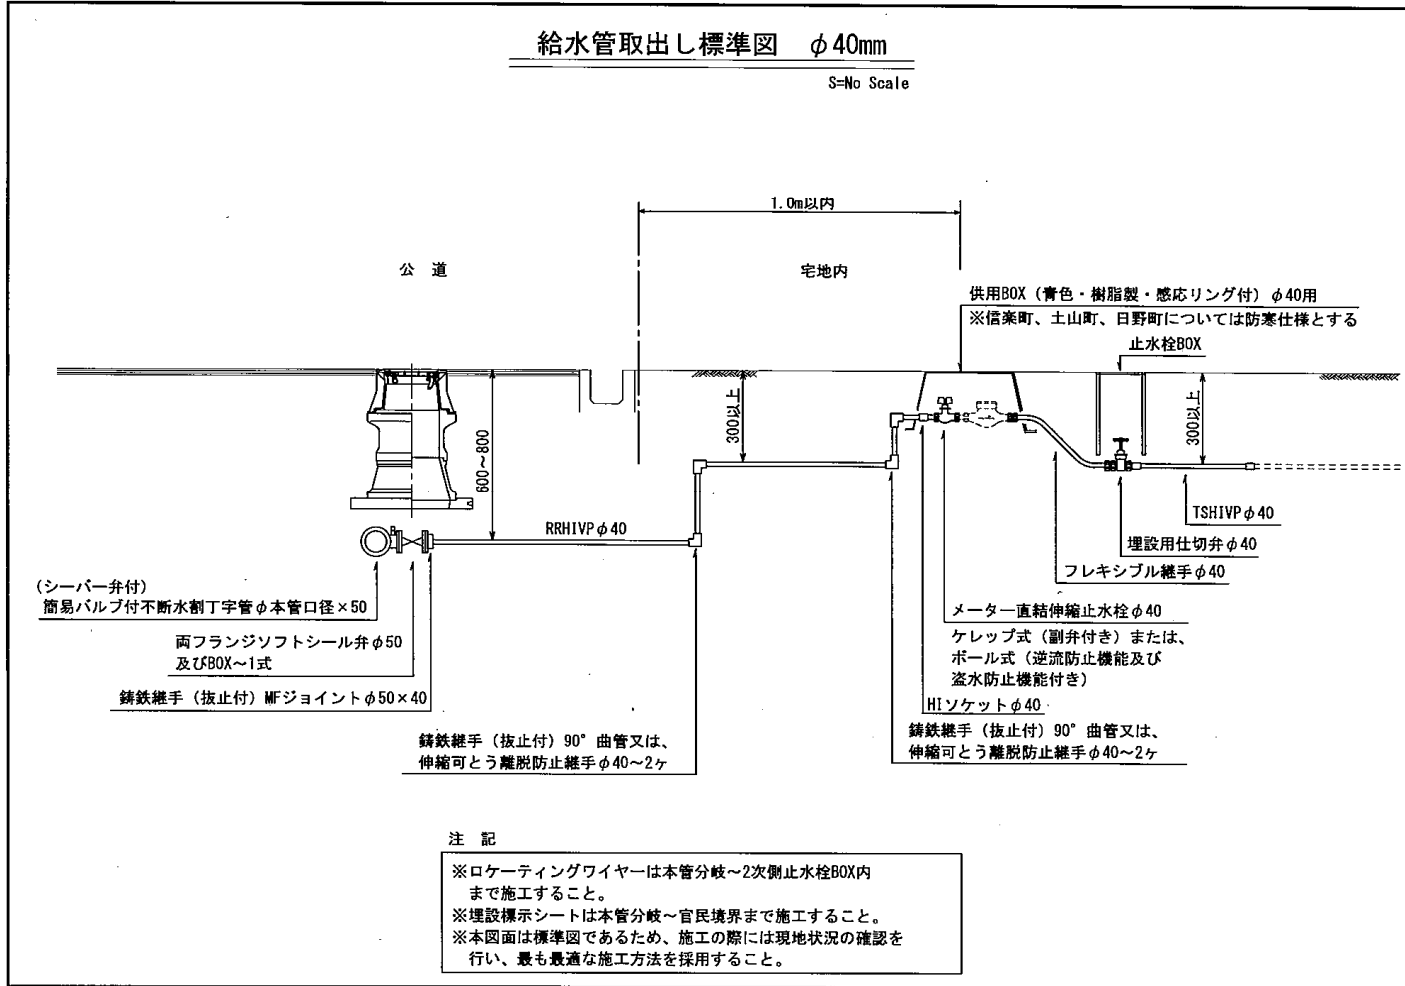 給水管取出し標準図　φ40mm
S=No Scale
1.0m以内
公　道
宅地内
供用BOX（青色・樹脂製・感応リング付）φ40用
※信楽町、土山町、日野町については防寒仕様とする
止水栓BOX
300以上
300以上
600～800
RRHIVPφ40
TSHIVPφ40
埋設用仕切弁φ40
フレキシブル継手φ40
（シーバー弁付）
簡易バルブ付不断水割丁字管φ本管口径×50
メーター直結伸縮止水栓φ40
ケレップ式（副弁付き）または、
ボール式（逆流防止機能及び
盗水防止機能付き）
両フランジソフトシール弁φ50
及びBOX～1式
鋳鉄継手（抜止付）MFジョイントφ50×40
HIソケットφ40
鋳鉄継手（抜止付）90°曲管又は、
伸縮可とう離脱防止継手φ40～2ヶ
鋳鉄継手（抜止付）90°曲管又は、
伸縮可とう離脱防止継手φ40～2ヶ
注　記
※ロケーティングワイヤーは本管分岐～2次側止水栓BOX内
まで施工すること。
※埋設標示シートは本管分岐～官民境界まで施工すること。
※本図面は標準図であるため、施工の際には現地状況の確認を
行い、最も最適な施工方法を採用すること。